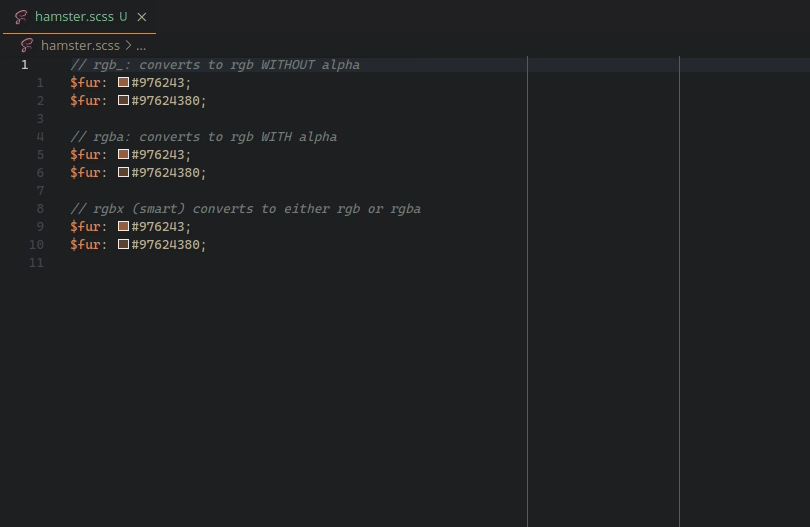 hamster.scss U
hamster.scss > ...
1 // rgb_: converts to rgb WITHOUT alpha
1 $fur: #976243;
2 $fur: #97624380;
3
4 // rgba: converts to rgb WITH alpha
5 $fur: #976243;
6 $fur: #97624380;
7
8 // rgbx (smart) converts to either rgb or rgba
9 $fur: #976243;
10 $fur: #97624380;
11